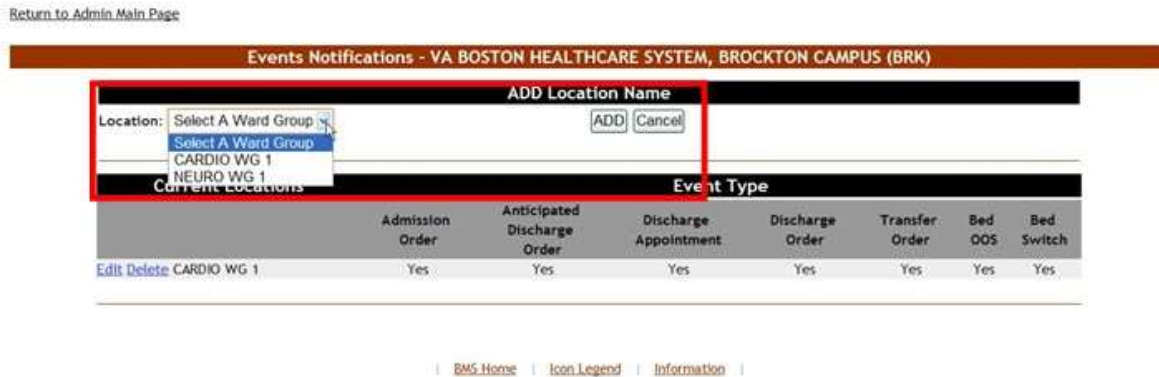 Return to Admin Main Page
Events Notifications - VA BOSTON HEALTHCARE SYSTEM, BROCKTON CAMPUS (BRK)
ADD Location Name
Location: Select A Ward Group ADD Cancel
Select A Ward Group
CARDIO WG 1
NEURO WG 1
Current Locations Event Type
Admission Order Anticipated Discharge Order Discharge Appointment Discharge Order Transfer Order Bed OOS Bed Switch
Edit Delete CARDIO WG 1 Yes Yes Yes Yes Yes Yes Yes
| BMS Home | Icon Legend | Information |